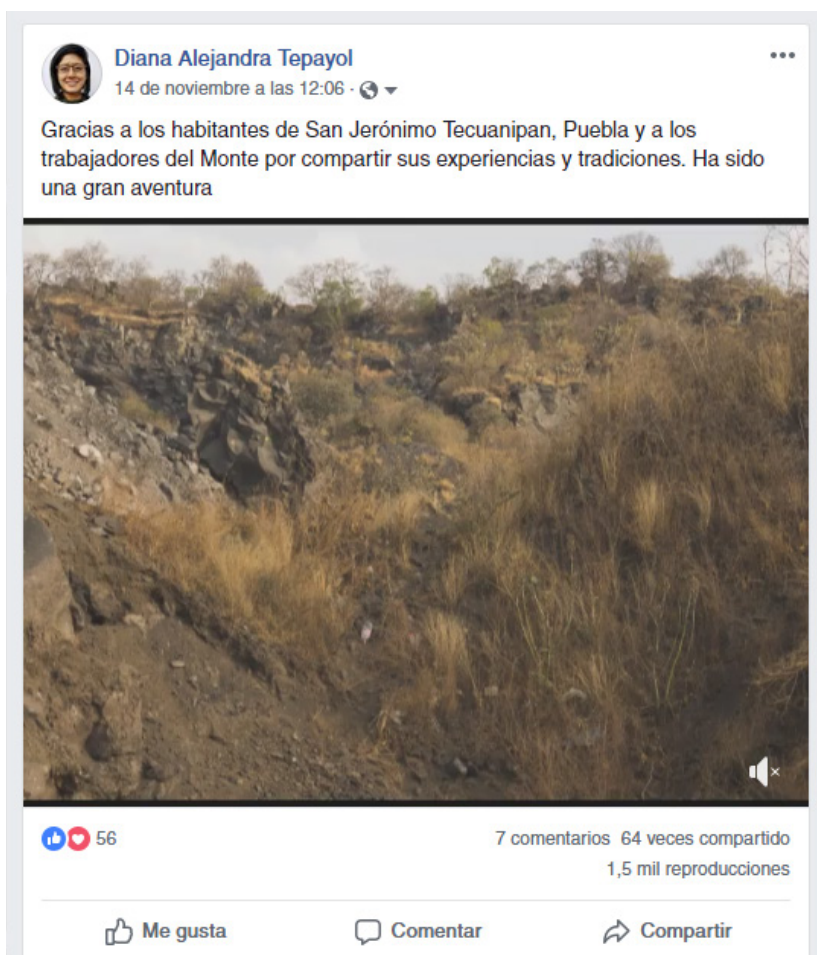 Diana Alejandra Tepayol
14 de noviembre a las 12:06 ·
Gracias a los habitantes de San Jerónimo Tecuanipan, Puebla y a los
trabajadores del Monte por compartir sus experiencias y tradiciones. Ha sido
una gran aventura
56
7 comentarios 64 veces compartido
1,5 mil reproducciones
Me gusta Comentar Compartir